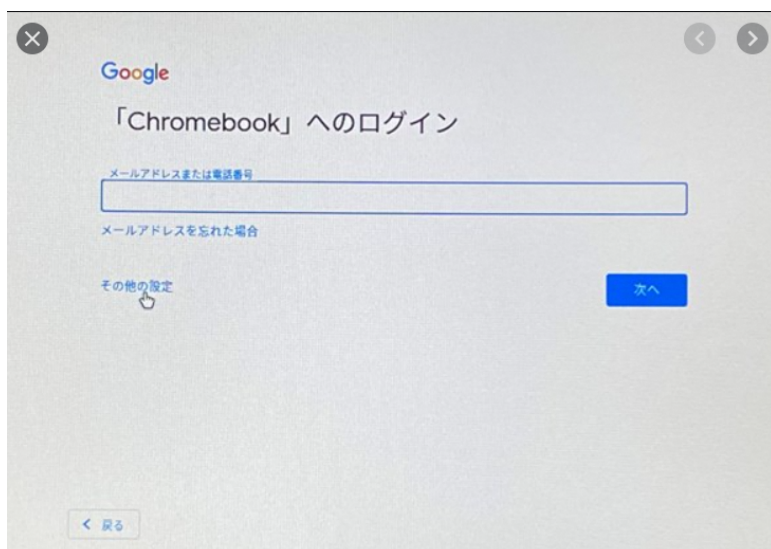 Google
「Chromebook」へのログイン
メールアドレスまたは電話番号
メールアドレスを忘れた場合
その他の設定
次へ
戻る